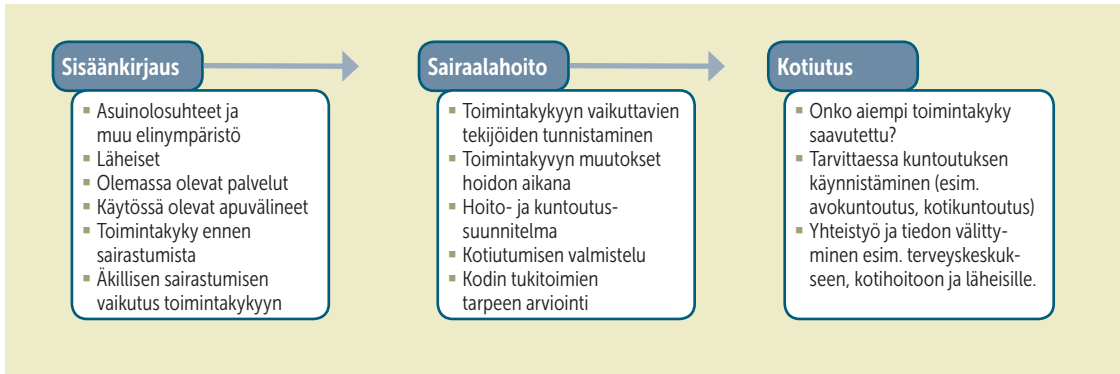 Sisäänkirjaus
▪ Asuinolosuhteet ja
muu elinympäristö
▪ Läheiset
▪ Olemassa olevat palvelut
▪ Käytössä olevat apuvälineet
▪ Toimintakyky ennen
sairastumista
▪ Äkillisen sairastumisen
vaikutus toimintakykyyn
Sairaalahoito
▪ Toimintakykyyn vaikuttavien
tekijöiden tunnistaminen
▪ Toimintakyvyn muutokset
hoidon aikana
▪ Hoito- ja kuntoutus-
suunnitelma
▪ Kotiutumisen valmistelu
▪ Kodin tukitoimien
tarpeen arviointi
Kotiutus
▪ Onko aiempi toimintakyky
saavutettu?
▪ Tarvittaessa kuntoutuksen
käynnistäminen (esim.
avokuntoutus, kotikuntoutus)
▪ Yhteistyö ja tiedon välitty-
minen esim. terveyskeskuk-
seen, kotihoitoon ja läheisille.